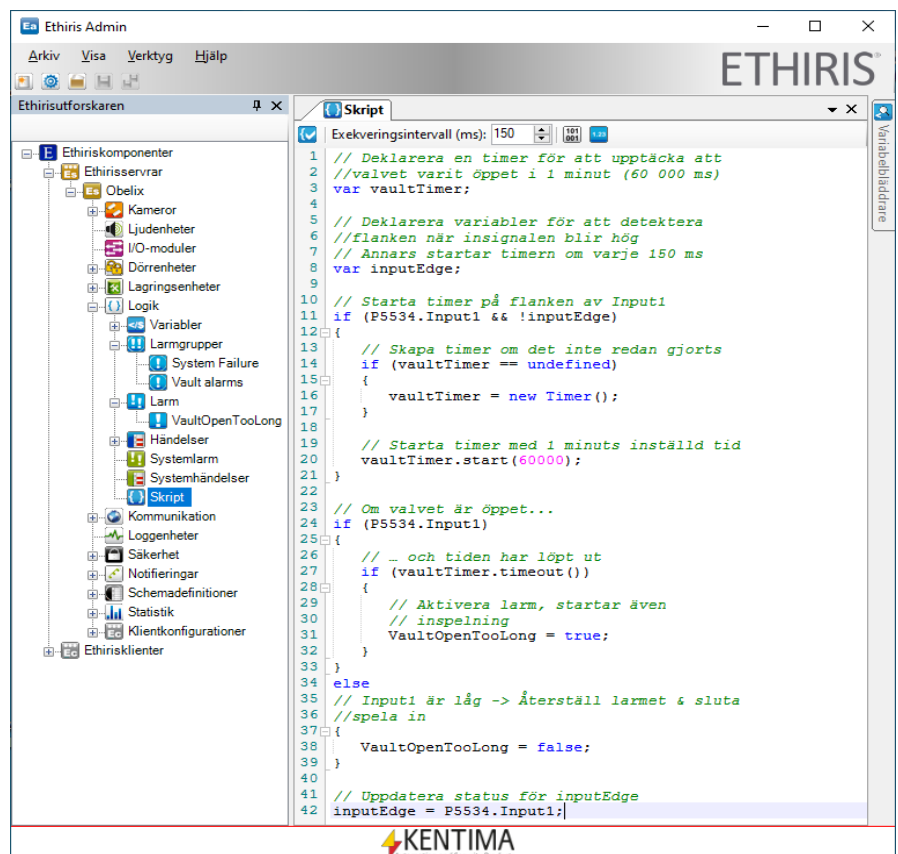 Ea Ethiris Admin
Arkiv Visa Verktyg Hjälp
ETHIRIS®
Ethirisutforskaren
E Ethiriskomponenter
Es Ethirisservrar
Es Obelix
Kameror
Ljudenheter
I/O-moduler
Dörrenheter
Lagringsenheter
Logik
Variabler
Larmgrupper
System Failure
Vault alarms
Larm
VaultOpenTooLong
Händelser
Systemlarm
Systemhändelser
Skript
Kommunikation
Loggenheter
Säkerhet
Notifieringar
Schemadefinitioner
Statistik
Ec Klientkonfigurationer
Ec Ethirisklienter
Skript
Exekveringsintervall (ms): 150 101 001 1.23
1 // Deklarera en timer för att upptäcka att
2 //valvet varit öppet i 1 minut (60 000 ms)
3 var vaultTimer;
4
5 // Deklarera variabler för att detektera
6 //flanken när insignalen blir hög
7 // Annars startar timern om varje 150 ms
8 var inputEdge;
9
10 // Starta timer på flanken av Input1
11 if (P5534.Input1 && !inputEdge)
12 {
13 // Skapa timer om det inte redan gjorts
14 if (vaultTimer == undefined)
15 {
16 vaultTimer = new Timer();
17 }
18
19 // Starta timer med 1 minuts inställd tid
20 vaultTimer.start(60000);
21 }
22
23 // Om valvet är öppet...
24 if (P5534.Input1)
25 {
26 // … och tiden har löpt ut
27 if (vaultTimer.timeout())
28 {
29 // Aktivera larm, startar även
30 // inspelning
31 VaultOpenTooLong = true;
32 }
33 }
34 else
35 // Input1 är låg -> Återställ larmet & sluta
36 //spela in
37 {
38 VaultOpenTooLong = false;
39 }
40
41 // Uppdatera status för inputEdge
42 inputEdge = P5534.Input1;
Variabelbläddrare
KENTIMA